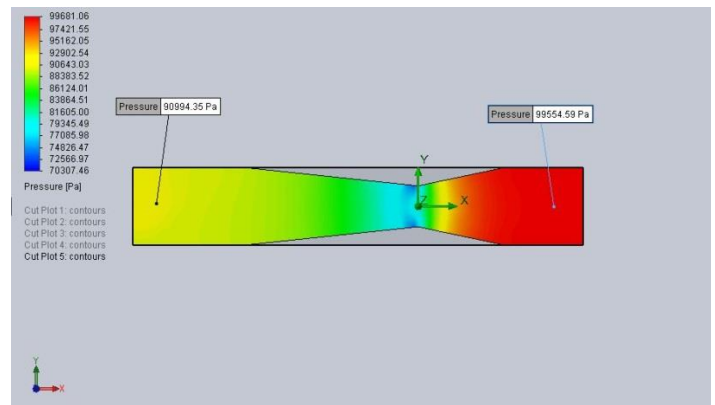 99681.06
97421.55
95162.05
92902.54
90643.03
88383.52
86124.01
83864.51
81605.00
79345.49
77085.98
74826.47
72566.97
70307.46
Pressure [Pa]
Cut Plot 1: contours
Cut Plot 2: contours
Cut Plot 3: contours
Cut Plot 4: contours
Cut Plot 5: contours
Pressure 90994.35 Pa
Pressure 99554.59 Pa
Y
Z X
Y
X